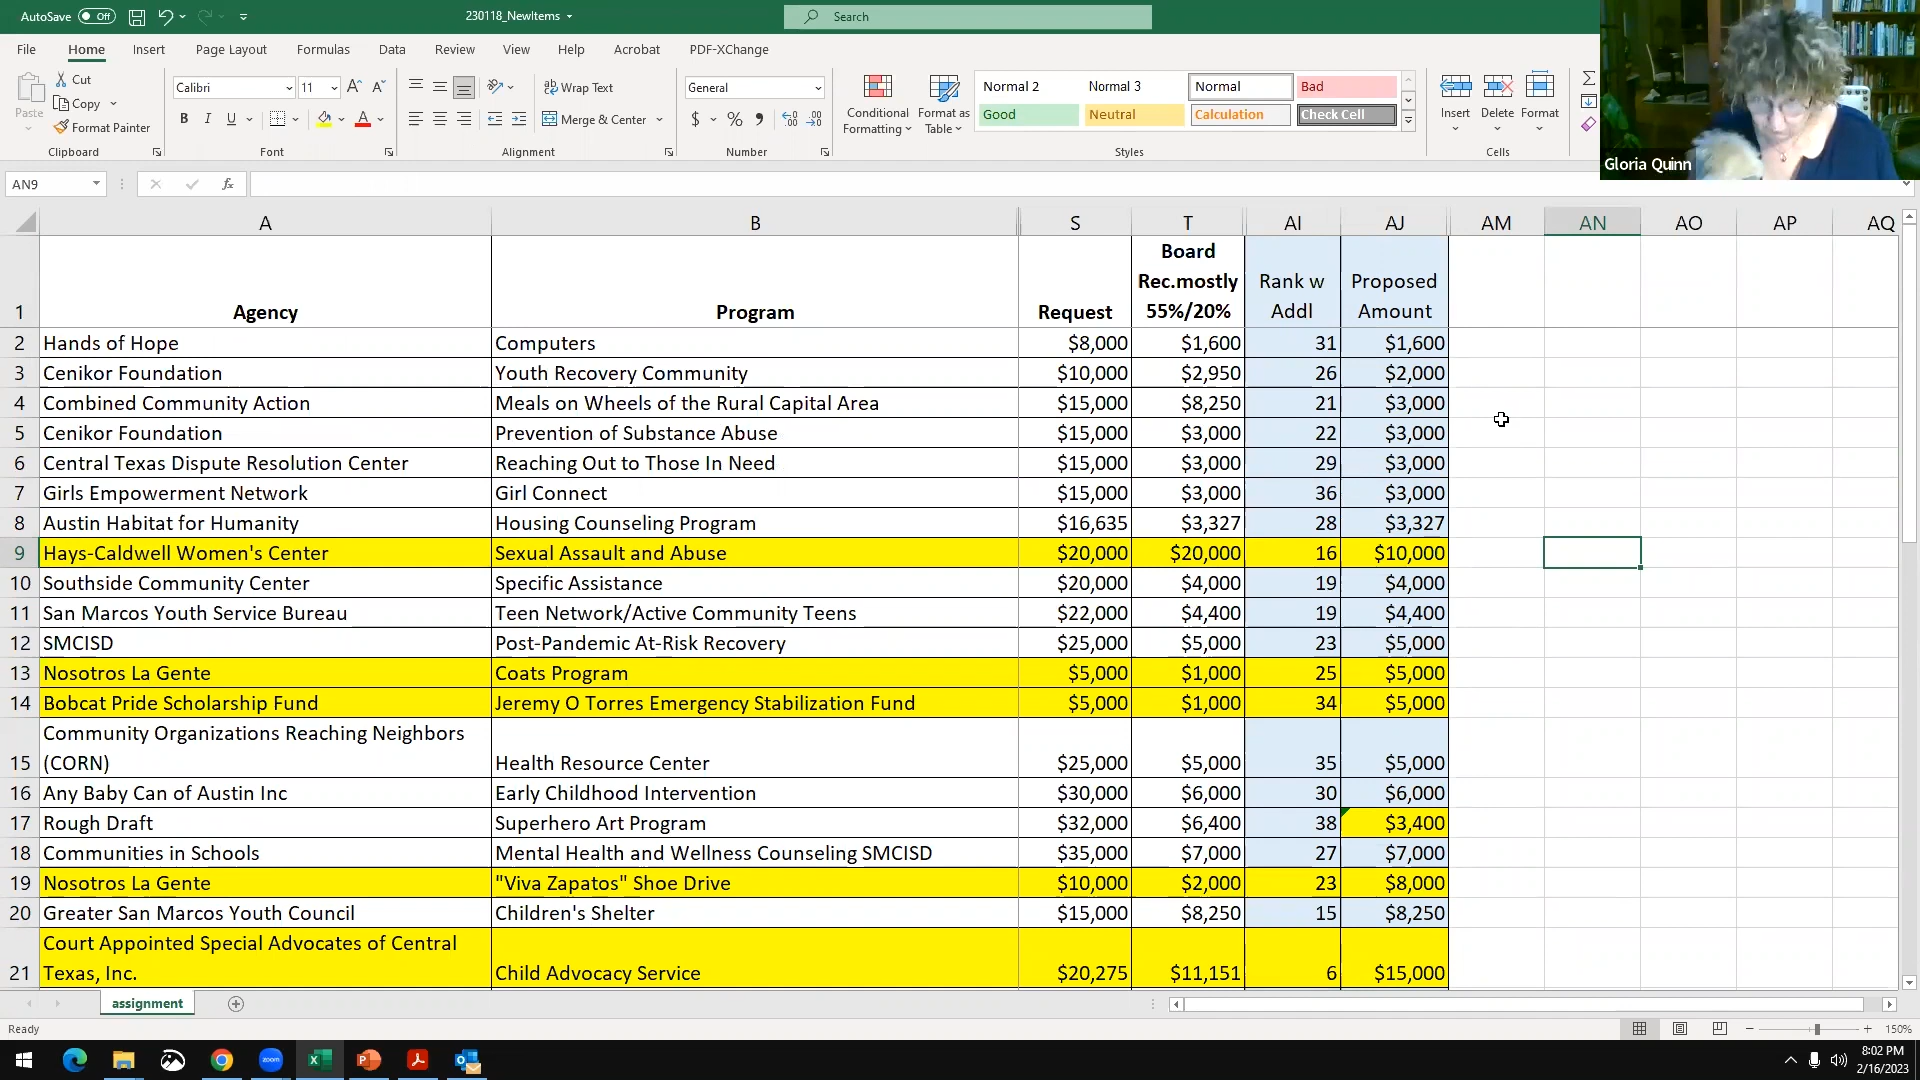 AutoSave Off 230118_NewItems Search
File Home Insert Page Layout Formulas Data Review View Help Acrobat PDF-XChange
Cut Calibri 11 Wrap Text General Normal 2 Normal 3 Normal Bad
Copy
Paste Format Painter Merge & Center $ % Conditional Formatting Format as Table Good Neutral Calculation Check Cell Insert Delete Format
Clipboard Font Alignment Number Styles Cells
Gloria Quinn
AN9 fx
A B S T AI AJ AM AN AO AP AQ
1 Agency Program Request Board Rec.mostly 55%/20% Rank w Addl Proposed Amount
2 Hands of Hope Computers $8,000 $1,600 31 $1,600
3 Cenikor Foundation Youth Recovery Community $10,000 $2,950 26 $2,000
4 Combined Community Action Meals on Wheels of the Rural Capital Area $15,000 $8,250 21 $3,000
5 Cenikor Foundation Prevention of Substance Abuse $15,000 $3,000 22 $3,000
6 Central Texas Dispute Resolution Center Reaching Out to Those In Need $15,000 $3,000 29 $3,000
7 Girls Empowerment Network Girl Connect $15,000 $3,000 36 $3,000
8 Austin Habitat for Humanity Housing Counseling Program $16,635 $3,327 28 $3,327
9 Hays-Caldwell Women's Center Sexual Assault and Abuse $20,000 $20,000 16 $10,000
10 Southside Community Center Specific Assistance $20,000 $4,000 19 $4,000
11 San Marcos Youth Service Bureau Teen Network/Active Community Teens $22,000 $4,400 19 $4,400
12 SMCISD Post-Pandemic At-Risk Recovery $25,000 $5,000 23 $5,000
13 Nosotros La Gente Coats Program $5,000 $1,000 25 $5,000
14 Bobcat Pride Scholarship Fund Jeremy O Torres Emergency Stabilization Fund $5,000 $1,000 34 $5,000
15 Community Organizations Reaching Neighbors (CORN) Health Resource Center $25,000 $5,000 35 $5,000
16 Any Baby Can of Austin Inc Early Childhood Intervention $30,000 $6,000 30 $6,000
17 Rough Draft Superhero Art Program $32,000 $6,400 38 $3,400
18 Communities in Schools Mental Health and Wellness Counseling SMCISD $35,000 $7,000 27 $7,000
19 Nosotros La Gente "Viva Zapatos" Shoe Drive $10,000 $2,000 23 $8,000
20 Greater San Marcos Youth Council Children's Shelter $15,000 $8,250 15 $8,250
21 Court Appointed Special Advocates of Central Texas, Inc. Child Advocacy Service $20,275 $11,151 6 $15,000
assignment
Ready 150%
zoom 8:02 PM
2/16/2023